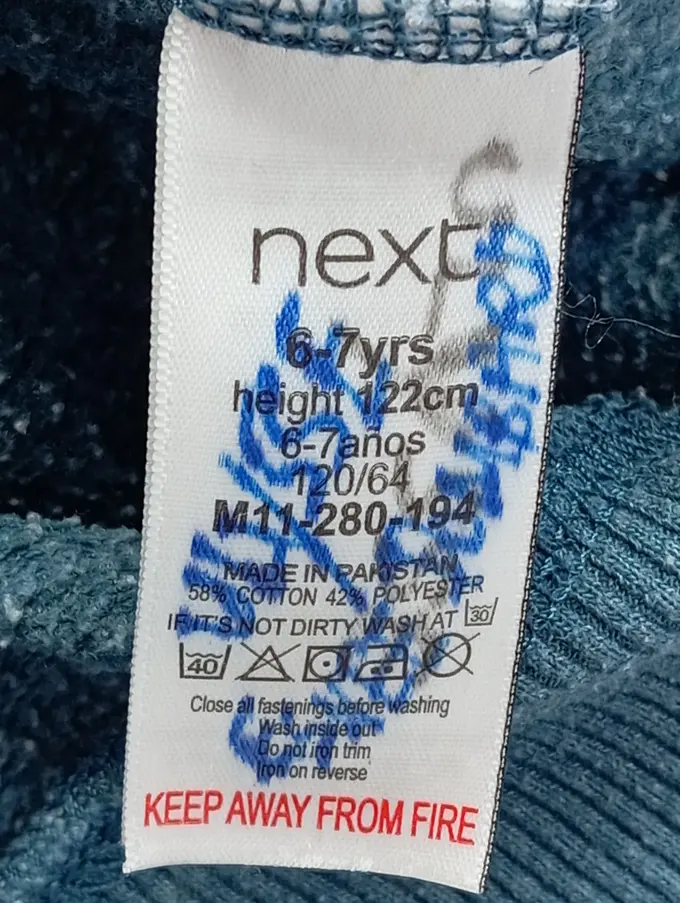 next
6-7yrs
height 122cm
6-7años
120/64
M11-280-194
MADE IN PAKISTAN
58% COTTON 42% POLYESTER
IF IT'S NOT DIRTY WASH AT 30
40
Close all fastenings before washing
Wash inside out
Do not iron trim
Iron on reverse
KEEP AWAY FROM FIRE